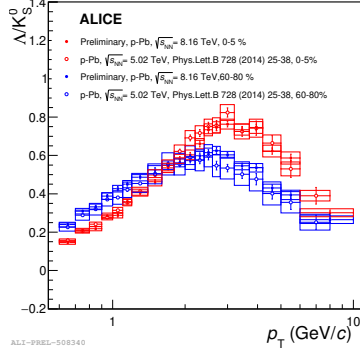 Λ/K⁰S
ALICE
Preliminary, p-Pb, √sNN = 8.16 TeV, 0-5 %
p-Pb, √sNN = 5.02 TeV, Phys.Lett.B 728 (2014) 25-38, 0-5%
Preliminary, p-Pb, √sNN = 8.16 TeV,60-80 %
p-Pb, √sNN = 5.02 TeV, Phys.Lett.B 728 (2014) 25-38, 60-80%
1.4
1
0.8
0.6
0.4
0.2
0
−0.2
1
10
pT (GeV/c)
ALI-PREL-508340